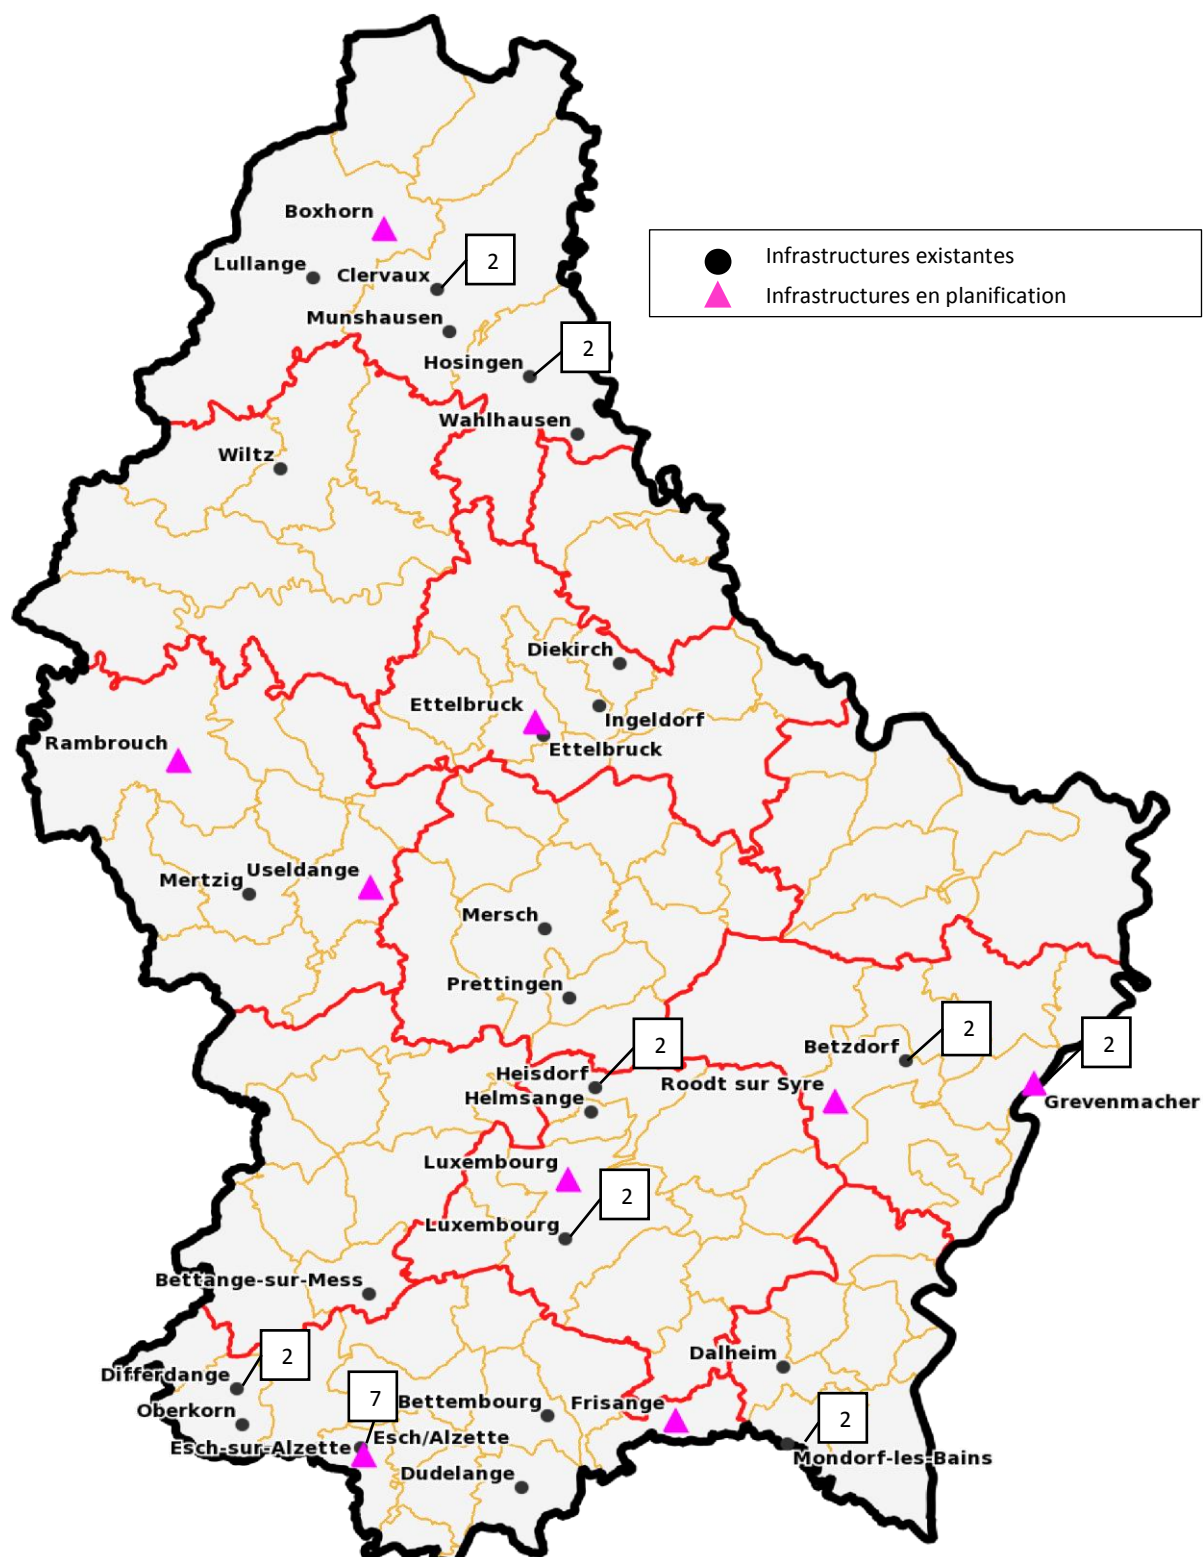 Boxhorn
Infrastructures existantes
2
Lullange
Clervaux
Infrastructures en planification
Munshausen
2
Hosingen
Wahlhausen
Wiltz
Diekirch
Ettelbruck
Ingeldorf
Rambrouch
Ettelbruck
Useldange
Mertzig
Mersch
Prettingen
2
2
2
Betzdorf
Heisdorf
Roodt sur Syre
Helmsange
Grevenmacher
Luxembourg
2
Luxembourg
Bettange-sur-Mess
2
Dalheim
Differdange
7
Bettembourg
Frisange
Oberkorn
2
Esch/Alzette
Esch-sur-Alzette
Mondorf-les-Bains
Dudelange